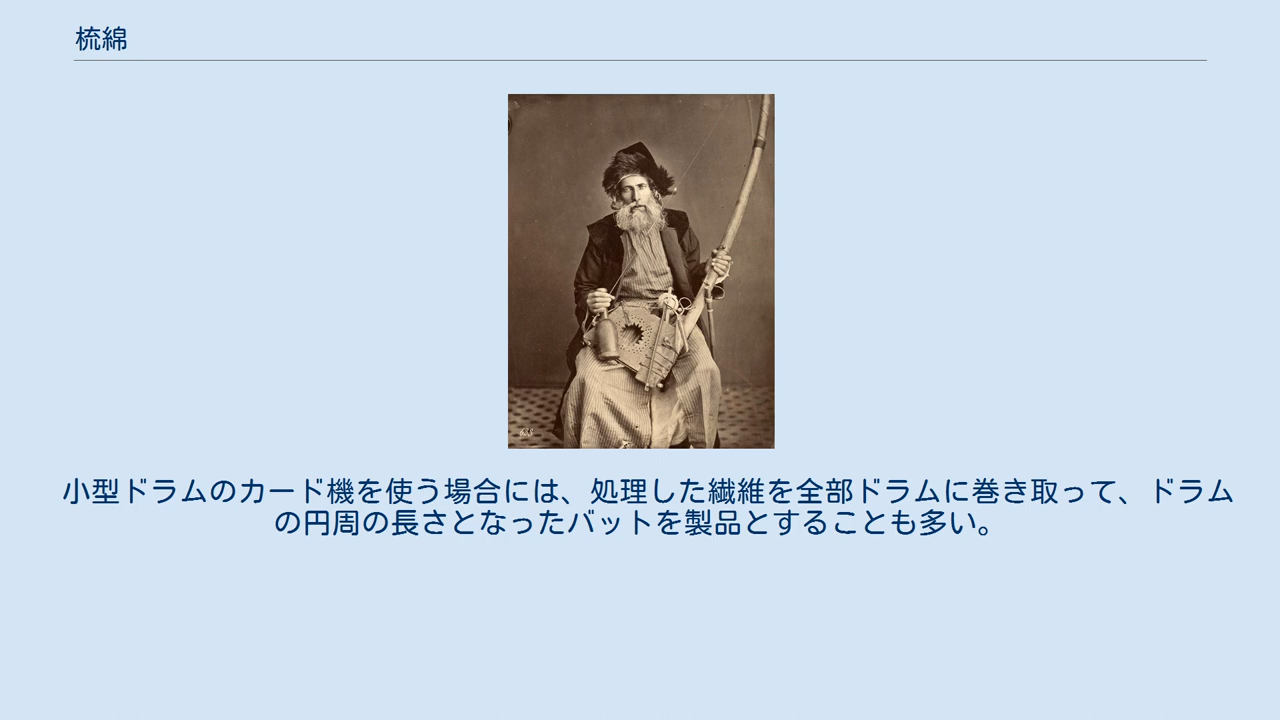 梳綿
小型ドラムのカード機を使う場合には、処理した繊維を全部ドラムに巻き取って、ドラム
の円周の長さとなったバットを製品とすることも多い。